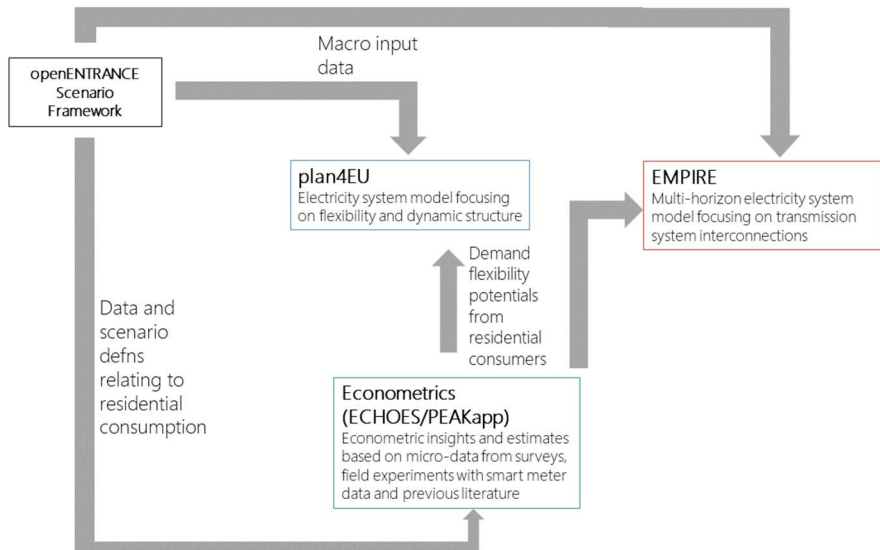 openENTRANCE
Scenario
Framework
Macro input
data
plan4EU
Electricity system model focusing
on flexibility and dynamic structure
EMPIRE
Multi-horizon electricity system
model focusing on transmission
system interconnections
Demand
flexibility
potentials
from
residential
consumers
Data and
scenario
defns
relating to
residential
consumption
Econometrics
(ECHOES/PEAKapp)
Econometric insights and estimates
based on micro-data from surveys,
field experiments with smart meter
data and previous literature